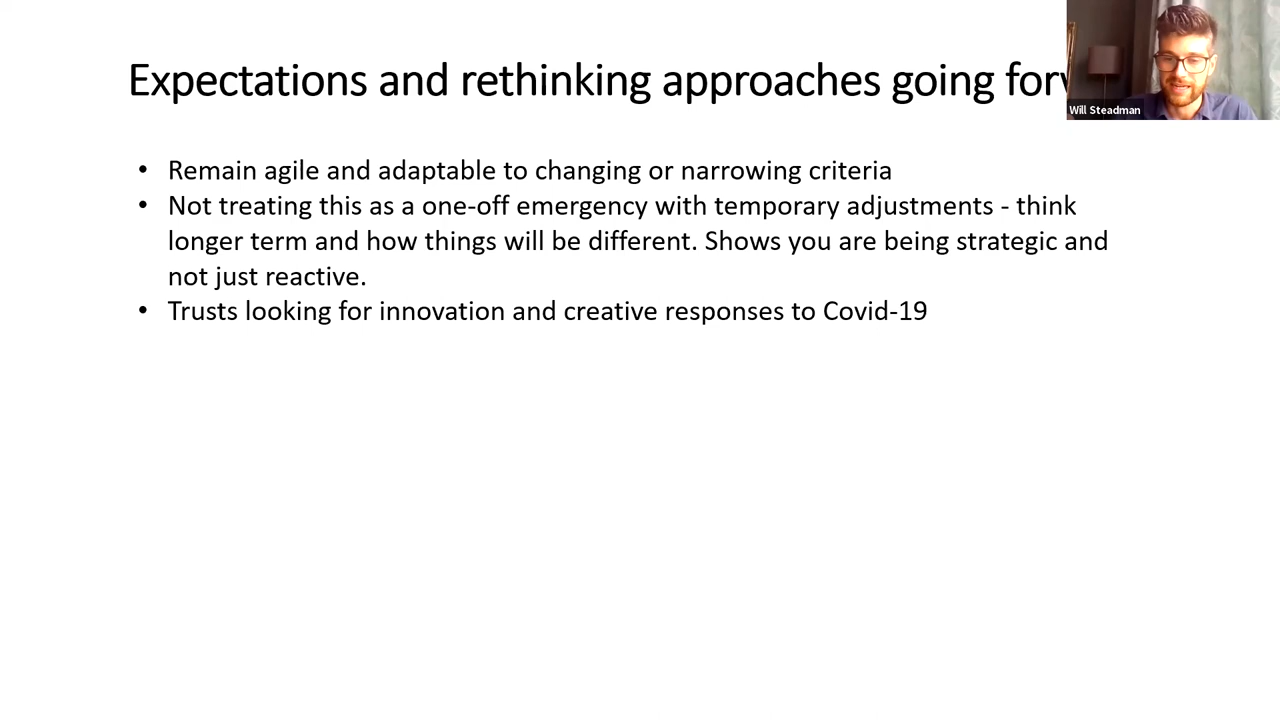 Expectations and rethinking approaches going
Will Steadman
• Remain agile and adaptable to changing or narrowing criteria
• Not treating this as a one-off emergency with temporary adjustments - think
longer term and how things will be different. Shows you are being strategic and
not just reactive.
• Trusts looking for innovation and creative responses to Covid-19